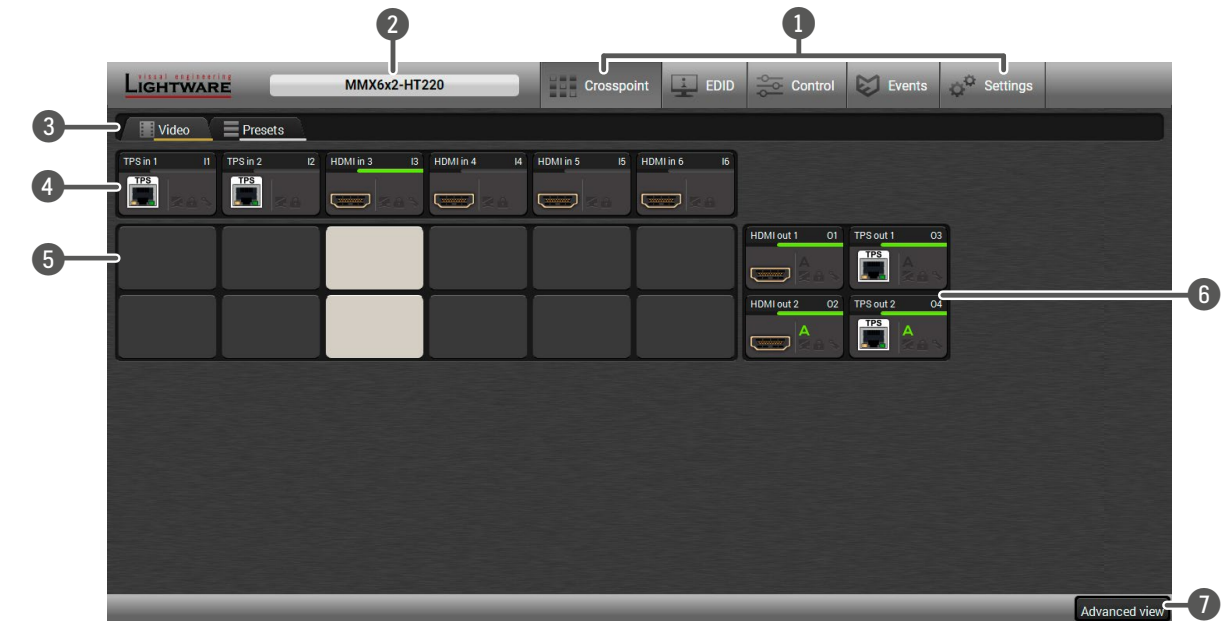 2
1
visual engineering
LIGHTWARE
MMX6x2-HT220
Crosspoint
EDID
Control
Events
Settings
3
Video
Presets
TPS in 1 I1
TPS in 2 I2
HDMI in 3 I3
HDMI in 4 I4
HDMI in 5 I5
HDMI in 6 I6
4
TPS
TPS
5
HDMI out 1 O1
TPS out 1 O3
TPS
A
A
6
HDMI out 2 O2
TPS out 2 O4
TPS
A
A
Advanced view
7